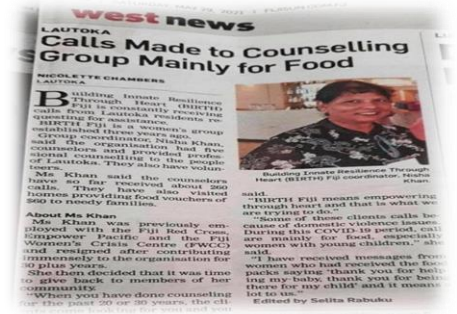 west news
LAUTOKA
Calls Made to Counselling
Group Mainly for Food
NICOLETTE CHAMBERS
LAUTOKA
Building Innate Resilience
Through Heart (BIRTH)
Fiji is constantly receiving
calls from Lautoka residents re-
questing for assistance.
BIRTH Fiji is a women's group
established three years ago.
Group coordinator, Nisha Khan,
said the organisation had five
counselors and provided profes-
sional counselling to the people
of Lautoka. They also have volun-
teers.
Ms Khan said the counselors
have so far received about 260
calls. They have also visited
homes providing food vouchers of
$60 to needy families.
About Ms Khan
Ms Khan was previously em-
ployed with the Fiji Red Cross,
Empower Pacific and the Fiji
Women's Crisis Centre (FWCC)
and resigned after contributing
immensely to the organisation for
30 plus years.
She then decided that it was time
to give back to members of her
community.
"When you have done counseling
for the past 20 or 30 years, the cli-
ents come looking for you and you
Building Innate Resilience Through
Heart (BIRTH) Fiji coordinator, Nisha
Khan.
said.
"BIRTH Fiji means empowering
through heart and that is what we
are trying to do."
"Some of these clients call be-
cause of domestic violence issues.
During this COVID-19 period, call
are mainly for food, especially
women with young children," she
said.
"I have received messages from
women who had received the food
packs saying 'thank you for help-
ing my baby, thank you for being
there for my child' and it means
lot to us."
Edited by Selita Rabuku